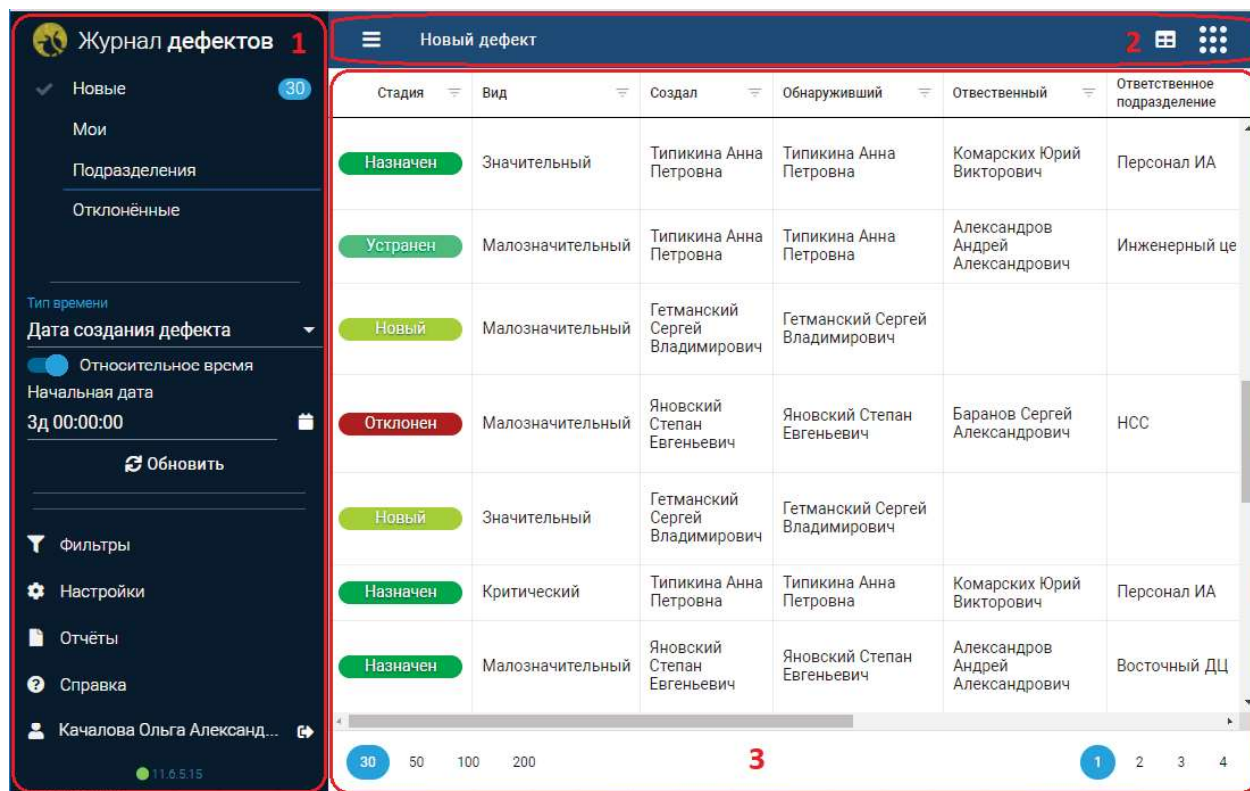 Журнал дефектов 1
Новые 30
Мои
Подразделения
Отклонённые
Тип времени
Дата создания дефекта
Относительное время
Начальная дата
3д 00:00:00
Обновить
Фильтры
Настройки
Отчёты
Справка
Качалова Ольга Александ...
11.6.5.15
Новый дефект 2
Стадия Вид Создал Обнаруживший Отвественный Ответственное
подразделение
Назначен Значительный Типикина Анна Типикина Анна Комарских Юрий Персонал ИА
Петровна Петровна Викторович
Устранен Малозначительный Типикина Анна Типикина Анна Александров Инженерный це
Петровна Петровна Андрей
Александрович
Новый Малозначительный Гетманский Гетманский Сергей
Сергей Владимирович
Владимирович
Отклонен Малозначительный Яновский Яновский Степан Баранов Сергей НСС
Степан Евгеньевич Александрович
Евгеньевич
Новый Значительный Гетманский Гетманский Сергей
Сергей Владимирович
Владимирович
Назначен Критический Типикина Анна Типикина Анна Комарских Юрий Персонал ИА
Петровна Петровна Викторович
Назначен Малозначительный Яновский Яновский Степан Александров Восточный ДЦ
Степан Евгеньевич Андрей
Евгеньевич Александрович
30 50 100 200 3 1 2 3 4